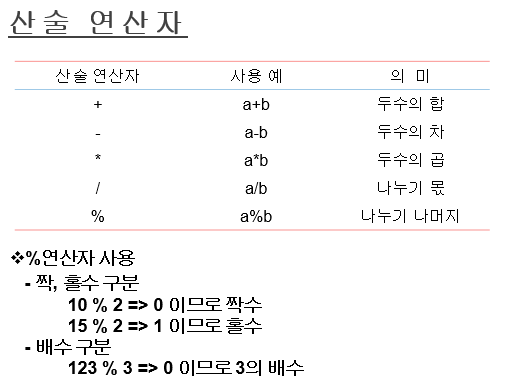 산술 연산자
산술 연산자 사용 예 의 미
+ a+b 두수의 합
- a-b 두수의 차
* a*b 두수의 곱
/ a/b 나누기 몫
% a%b 나누기 나머지
❖%연산자 사용
- 짝, 홀수 구분
10 % 2 => 0 이므로 짝수
15 % 2 => 1 이므로 홀수
- 배수 구분
123 % 3 => 0 이므로 3의 배수